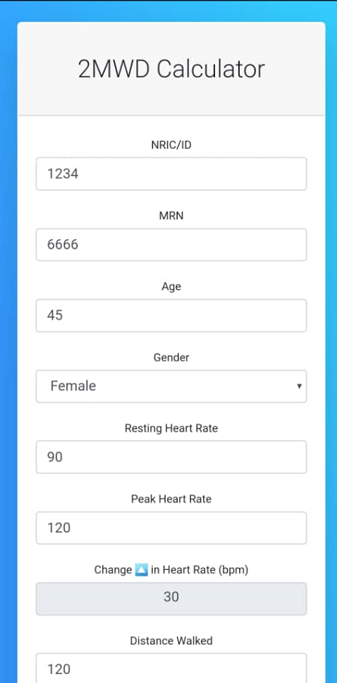 2MWD Calculator
NRIC/ID
1234
MRN
6666
Age
45
Gender
Female
Resting Heart Rate
90
Peak Heart Rate
120
Change 🔼 in Heart Rate (bpm)
30
Distance Walked
120